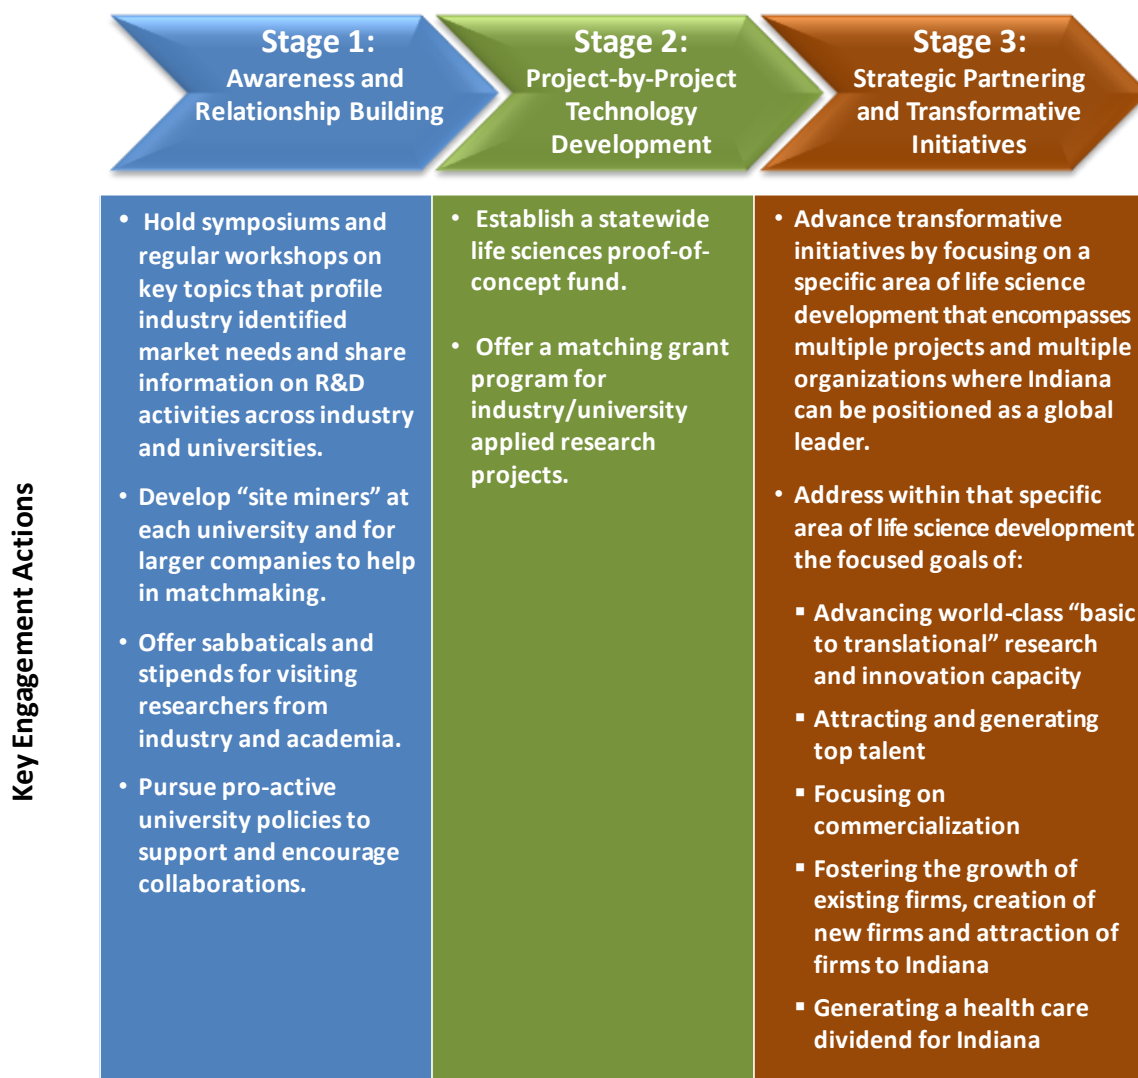 Stage 1:
Awareness and
Relationship Building
Stage 2:
Project-by-Project
Technology
Development
Stage 3:
Strategic Partnering
and Transformative
Initiatives
Key Engagement Actions
• Hold symposiums and
regular workshops on
key topics that profile
industry identified
market needs and share
information on R&D
activities across industry
and universities.
• Develop “site miners” at
each university and for
larger companies to help
in matchmaking.
• Offer sabbaticals and
stipends for visiting
researchers from
industry and academia.
• Pursue pro-active
university policies to
support and encourage
collaborations.
• Establish a statewide
life sciences proof-of-
concept fund.
• Offer a matching grant
program for
industry/university
applied research
projects.
• Advance transformative
initiatives by focusing on a
specific area of life science
development that encompasses
multiple projects and multiple
organizations where Indiana
can be positioned as a global
leader.
• Address within that specific
area of life science development
the focused goals of:
▪ Advancing world-class “basic
to translational” research
and innovation capacity
▪ Attracting and generating
top talent
▪ Focusing on
commercialization
▪ Fostering the growth of
existing firms, creation of
new firms and attraction of
firms to Indiana
▪ Generating a health care
dividend for Indiana